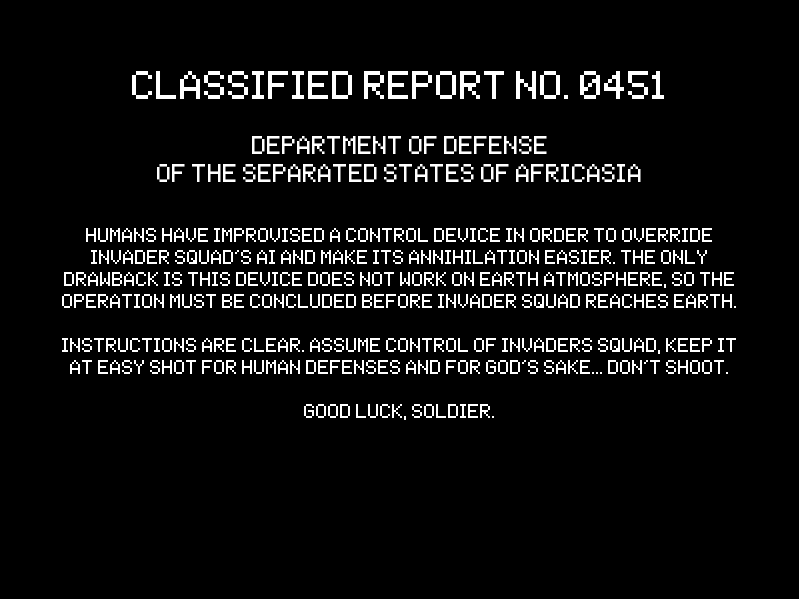 CLASSIFIED REPORT NO. 0451
DEPARTMENT OF DEFENSE
OF THE SEPARATED STATES OF AFRICASIA
HUMANS HAVE IMPROVISED A CONTROL DEVICE IN ORDER TO OVERRIDE
INVADER SQUAD'S AI AND MAKE ITS ANNIHILATION EASIER. THE ONLY
DRAWBACK IS THIS DEVICE DOES NOT WORK ON EARTH ATMOSPHERE, SO THE
OPERATION MUST BE CONCLUDED BEFORE INVADER SQUAD REACHES EARTH.
INSTRUCTIONS ARE CLEAR. ASSUME CONTROL OF INVADERS SQUAD, KEEP IT
AT EASY SHOT FOR HUMAN DEFENSES AND FOR GOD'S SAKE... DON'T SHOOT.
GOOD LUCK, SOLDIER.